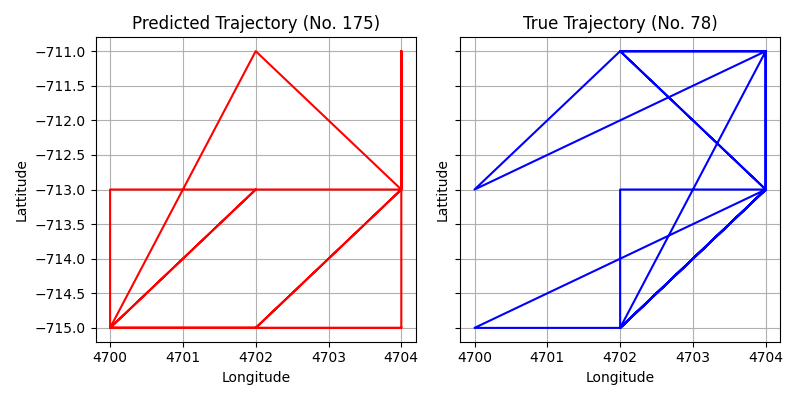 Predicted Trajectory (No. 175)
True Trajectory (No. 78)
−711.0
−711.5
−712.0
−712.5
−713.0
−713.5
−714.0
−714.5
−715.0
Lattitude
Lattitude
4700 4701 4702 4703 4704
4700 4701 4702 4703 4704
Longitude
Longitude